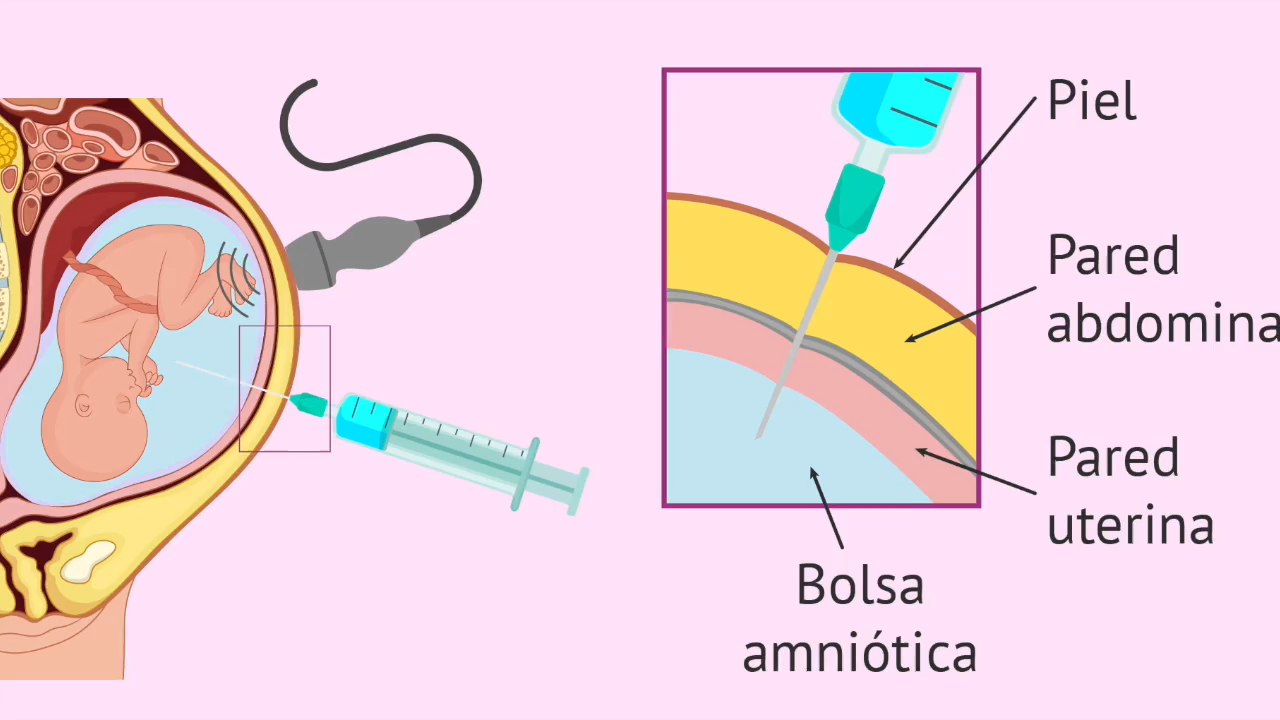 Piel
Pared
abdomina
Pared
uterina
Bolsa
amniótica